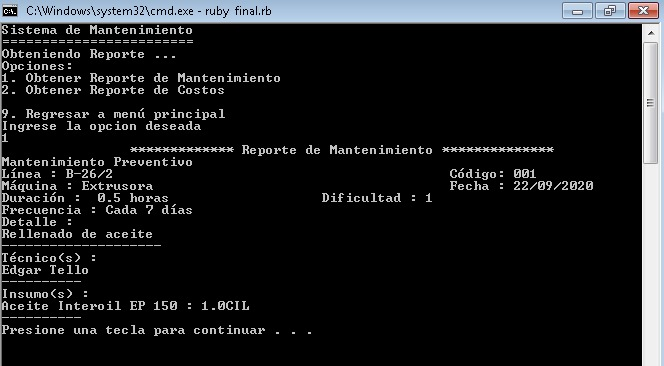 C:\Windows\system32\cmd.exe - ruby final.rb
Sistema de Mantenimiento
========================
Obteniendo Reporte ...
Opciones:
1. Obtener Reporte de Mantenimiento
2. Obtener Reporte de Costos
9. Regresar a menú principal
Ingrese la opcion deseada
1
************* Reporte de Mantenimiento **************
Mantenimiento Preventivo
Línea : B-26/2 Código: 001
Máquina : Extrusora Fecha : 22/09/2020
Duración : 0.5 horas Dificultad : 1
Frecuencia : Cada 7 días
Detalle :
Rellenado de aceite
--------------------
Técnico(s) :
Edgar Tello
----------
Insumo(s) :
Aceite Interoil EP 150 : 1.0CIL
----------
Presione una tecla para continuar . . .